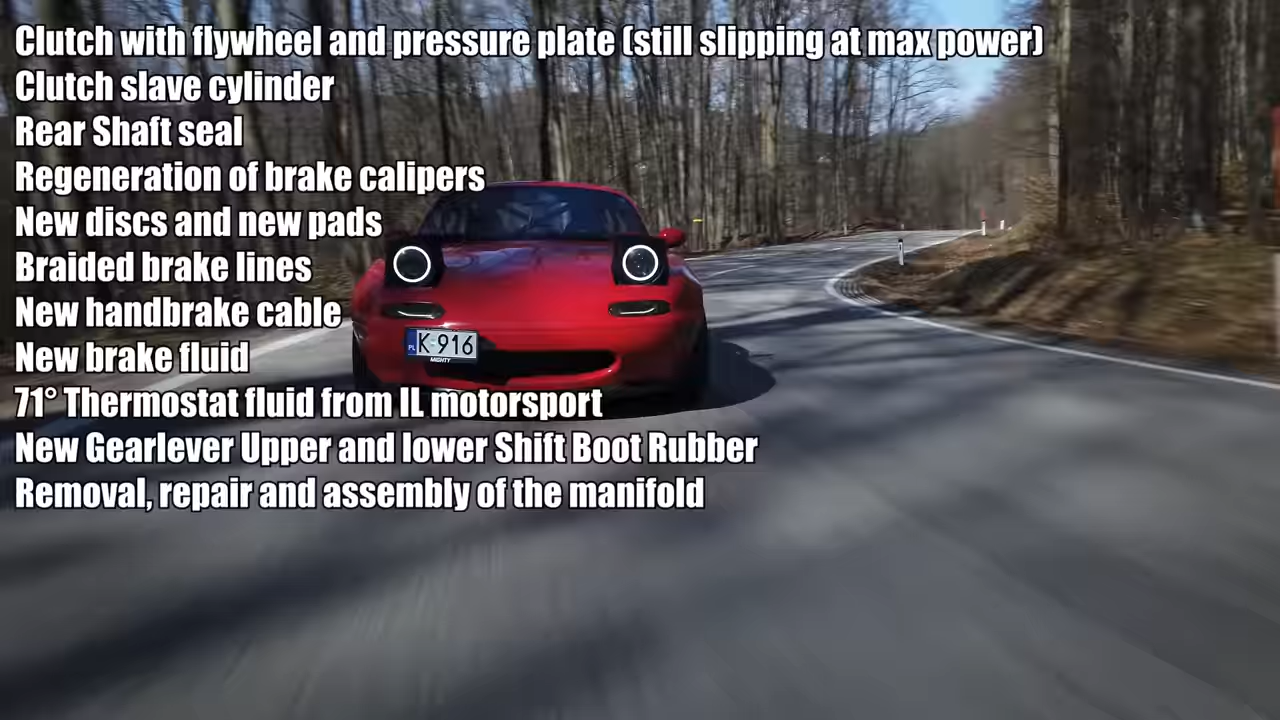 Clutch with flywheel and pressure plate (still slipping at max power)
Clutch slave cylinder
Rear Shaft seal
Regeneration of brake calipers
New discs and new pads
Braided brake lines
New handbrake cable
New brake fluid
71° Thermostat fluid from IL motorsport
New Gearlever Upper and lower Shift Boot Rubber
Removal, repair and assembly of the manifold
PL K 916
MIGHTY